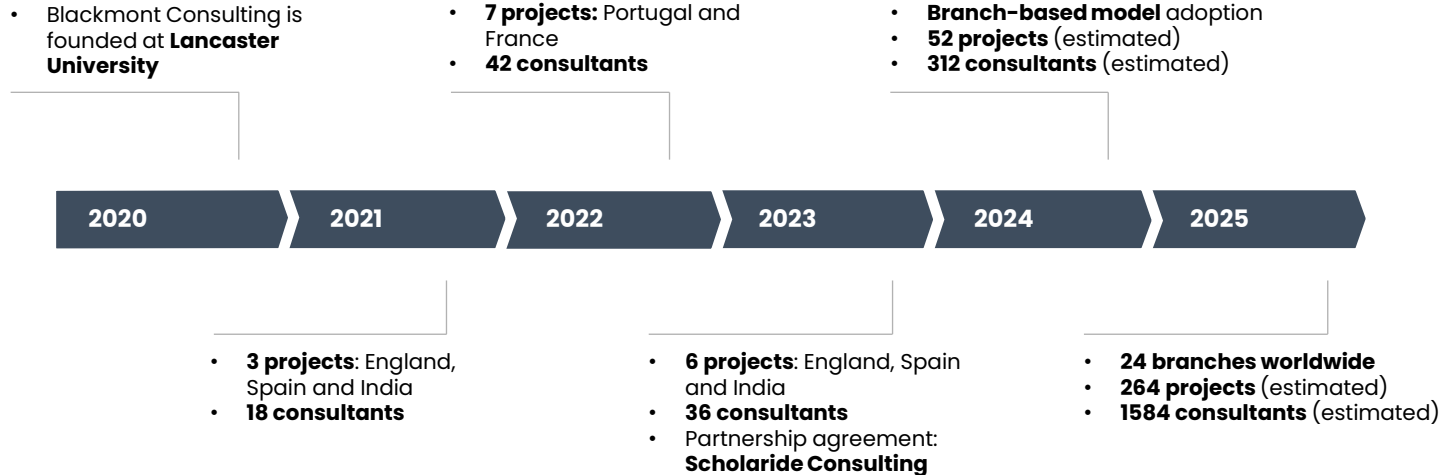 • Blackmont Consulting is
founded at Lancaster
University
• 7 projects: Portugal and
France
• 42 consultants
• Branch-based model adoption
• 52 projects (estimated)
• 312 consultants (estimated)
2020
2021
2022
2023
2024
2025
• 3 projects: England,
Spain and India
• 18 consultants
• 6 projects: England, Spain
and India
• 36 consultants
• Partnership agreement:
Scholaride Consulting
• 24 branches worldwide
• 264 projects (estimated)
• 1584 consultants (estimated)